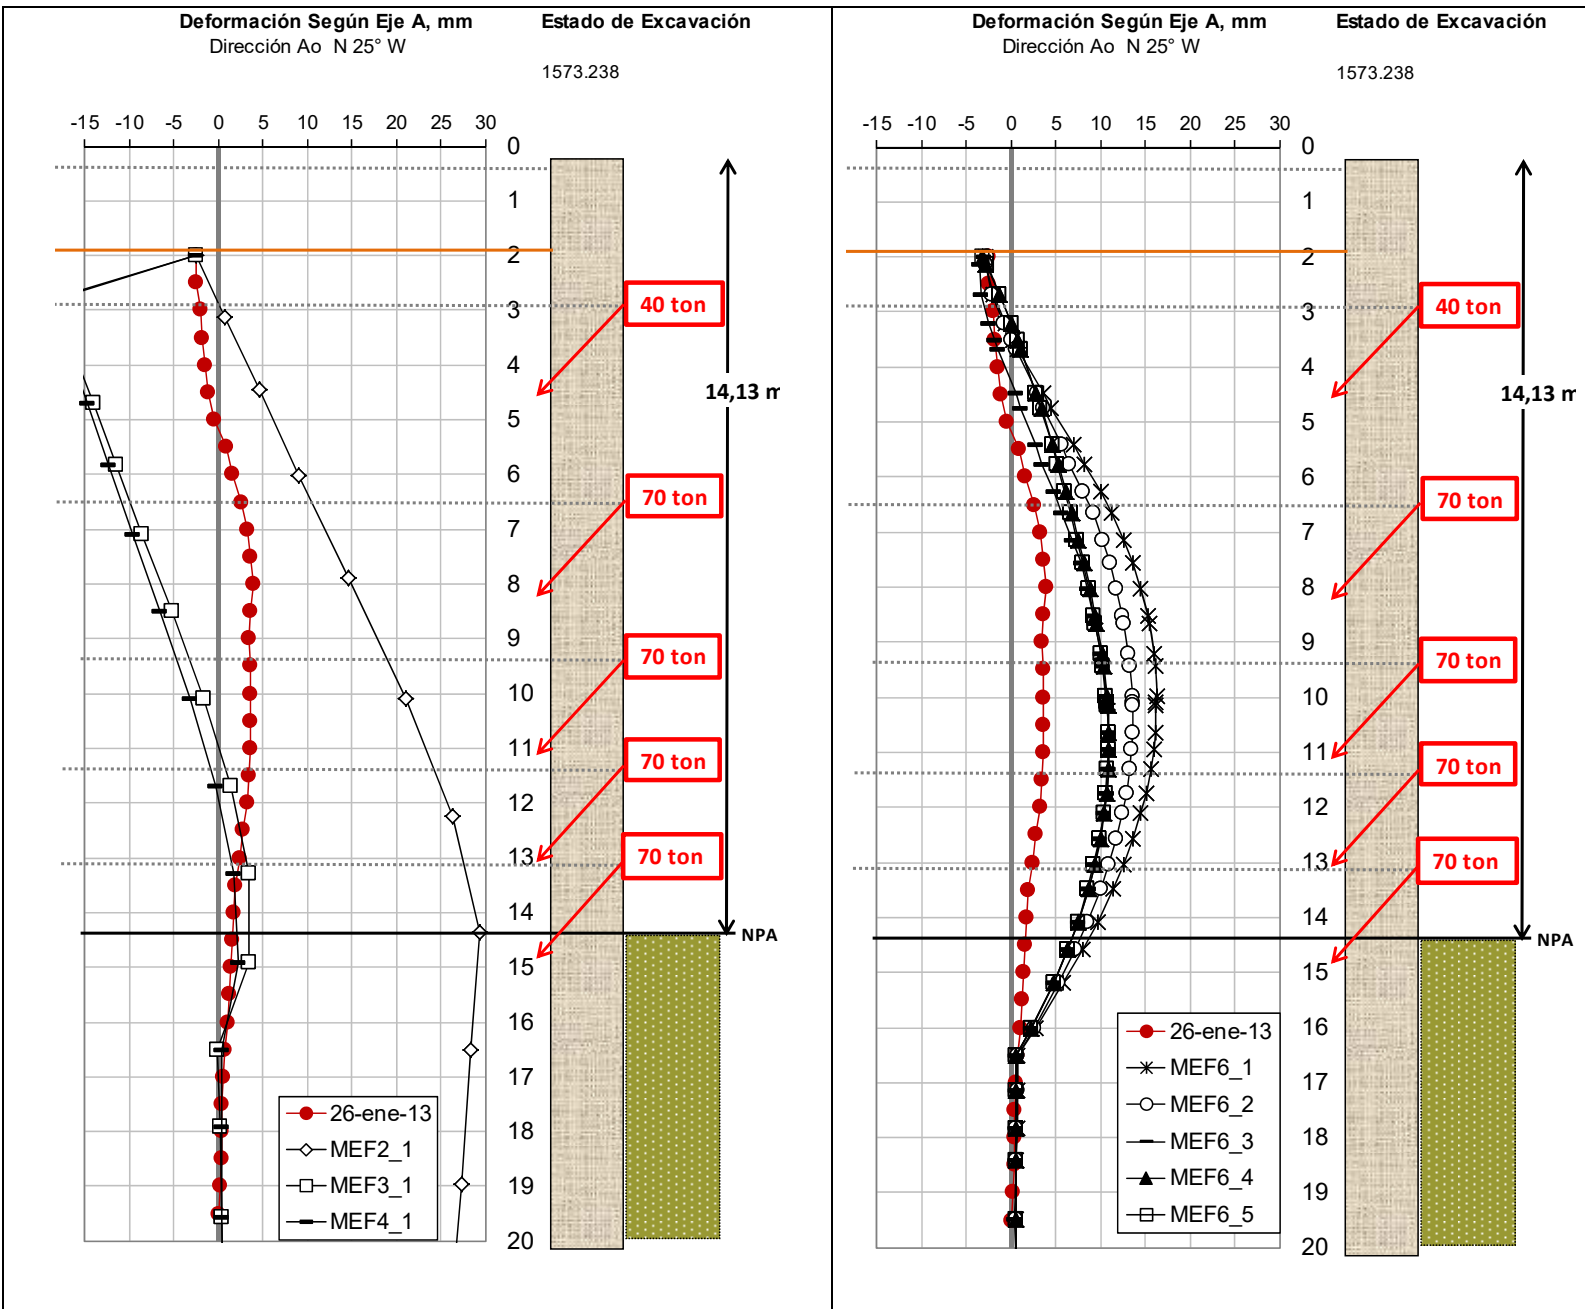 Deformación Según Eje A, mm
Dirección Ao N 25° W
Estado de Excavación
1573.238
-15 -10 -5 0 5 10 15 20 25 30
0
1
2
3
4
5
6
7
8
9
10
11
12
13
14
15
16
17
18
19
20
40 ton
70 ton
70 ton
70 ton
70 ton
14,13 m
NPA
26-ene-13
MEF2_1
MEF3_1
MEF4_1
Deformación Según Eje A, mm
Dirección Ao N 25° W
Estado de Excavación
1573.238
-15 -10 -5 0 5 10 15 20 25 30
0
1
2
3
4
5
6
7
8
9
10
11
12
13
14
15
16
17
18
19
20
40 ton
70 ton
70 ton
70 ton
70 ton
14,13 m
NPA
26-ene-13
MEF6_1
MEF6_2
MEF6_3
MEF6_4
MEF6_5